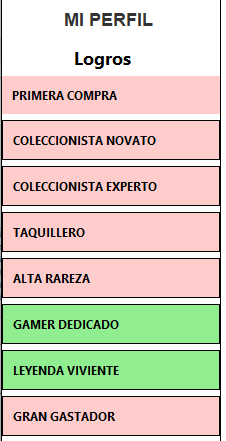 MI PERFIL
Logros
PRIMERA COMPRA
COLECCIONISTA NOVATO
COLECCIONISTA EXPERTO
TAQUILLERO
ALTA RAREZA
GAMER DEDICADO
LEYENDA VIVIENTE
GRAN GASTADOR